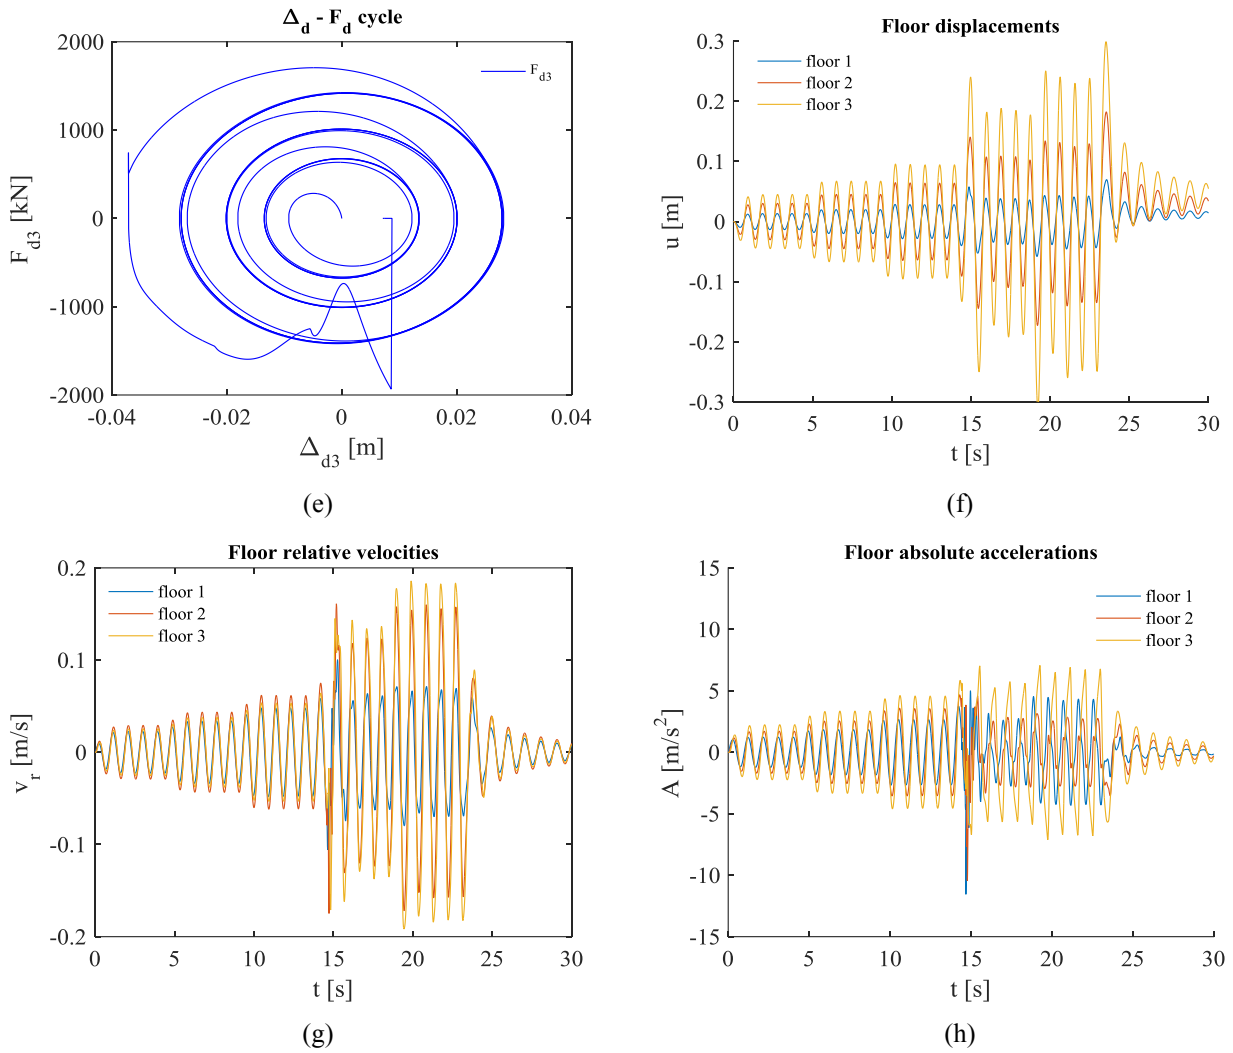 Δd - Fd cycle
Fd3
2000
1000
0
-1000
-2000
Fd3 [kN]
-0.04 -0.02 0 0.02 0.04
Δd3 [m]
(e)
Floor displacements
floor 1
floor 2
floor 3
0.3
0.2
0.1
0
-0.1
-0.2
-0.3
u [m]
0 5 10 15 20 25 30
t [s]
(f)
Floor relative velocities
floor 1
floor 2
floor 3
0.2
0.1
0
-0.1
-0.2
vr [m/s]
0 5 10 15 20 25 30
t [s]
(g)
Floor absolute accelerations
floor 1
floor 2
floor 3
15
10
5
0
-5
-10
-15
A [m/s²]
0 5 10 15 20 25 30
t [s]
(h)